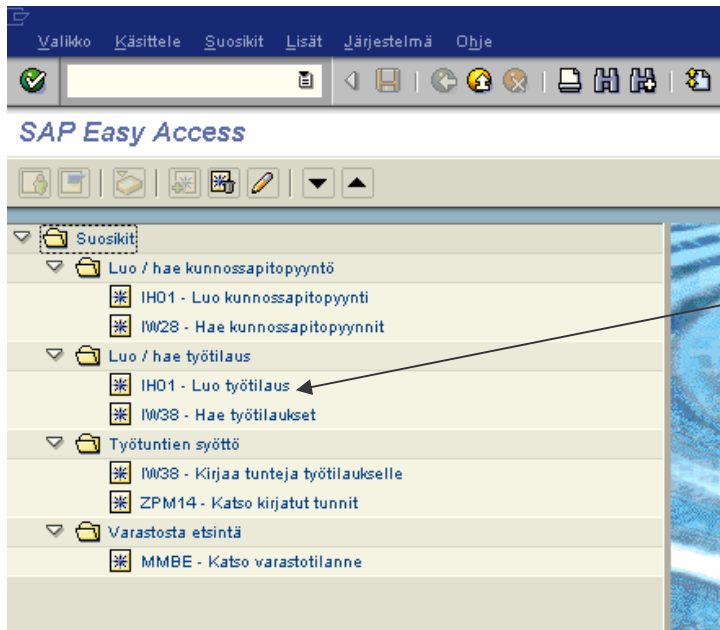 Valikko Käsittele Suosikit Lisät Järjestelmä Ohje
SAP Easy Access
Suosikit
Luo / hae kunnossapitopyyntö
IH01 - Luo kunnossapitopyynti
IW28 - Hae kunnossapitopyynnit
Luo / hae työtilaus
IH01 - Luo työtilaus
IW38 - Hae työtilaukset
Työtuntien syöttö
IW38 - Kirjaa tunteja työtilaukselle
ZPM14 - Katso kirjatut tunnit
Varastosta etsintä
MMBE - Katso varastotilanne